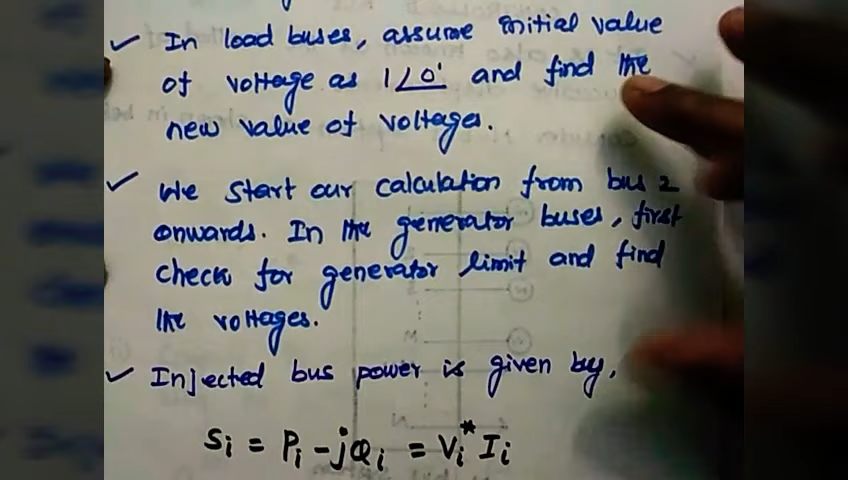 ✓ In load buses, assume initial value
of voltage as 1∠0° and find the
new value of voltages.
✓ We start our calculation from bus 2
onwards. In the generator buses, first
check for generator limit and find
the voltages.
✓ Injected bus power is given by,
Si = Pi - jQi = Vi* Ii